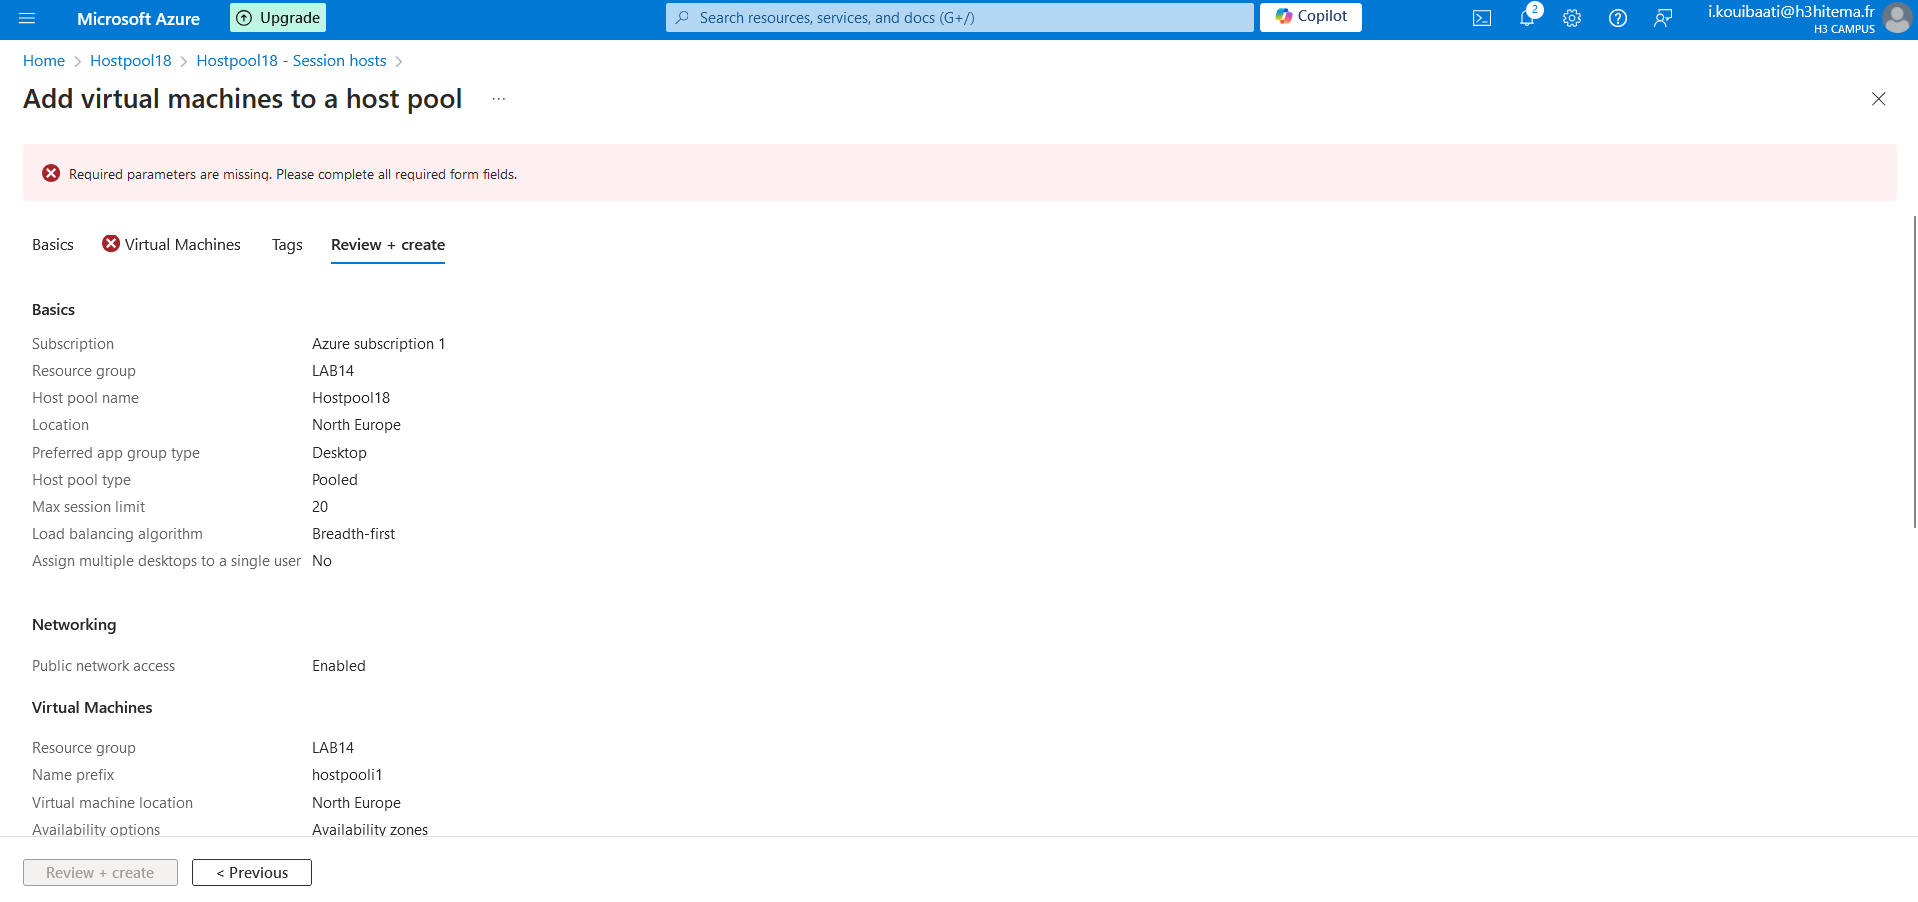 Microsoft Azure
Upgrade
Search resources, services, and docs (G+/)
Copilot
2
i.kouibaati@h3hitema.fr
H3 CAMPUS
Home > Hostpool18 > Hostpool18 - Session hosts >
Add virtual machines to a host pool ...
Required parameters are missing. Please complete all required form fields.
Basics Virtual Machines Tags Review + create
Basics
Subscription Azure subscription 1
Resource group LAB14
Host pool name Hostpool18
Location North Europe
Preferred app group type Desktop
Host pool type Pooled
Max session limit 20
Load balancing algorithm Breadth-first
Assign multiple desktops to a single user No
Networking
Public network access Enabled
Virtual Machines
Resource group LAB14
Name prefix hostpooli1
Virtual machine location North Europe
Availability options Availability zones
Review + create < Previous